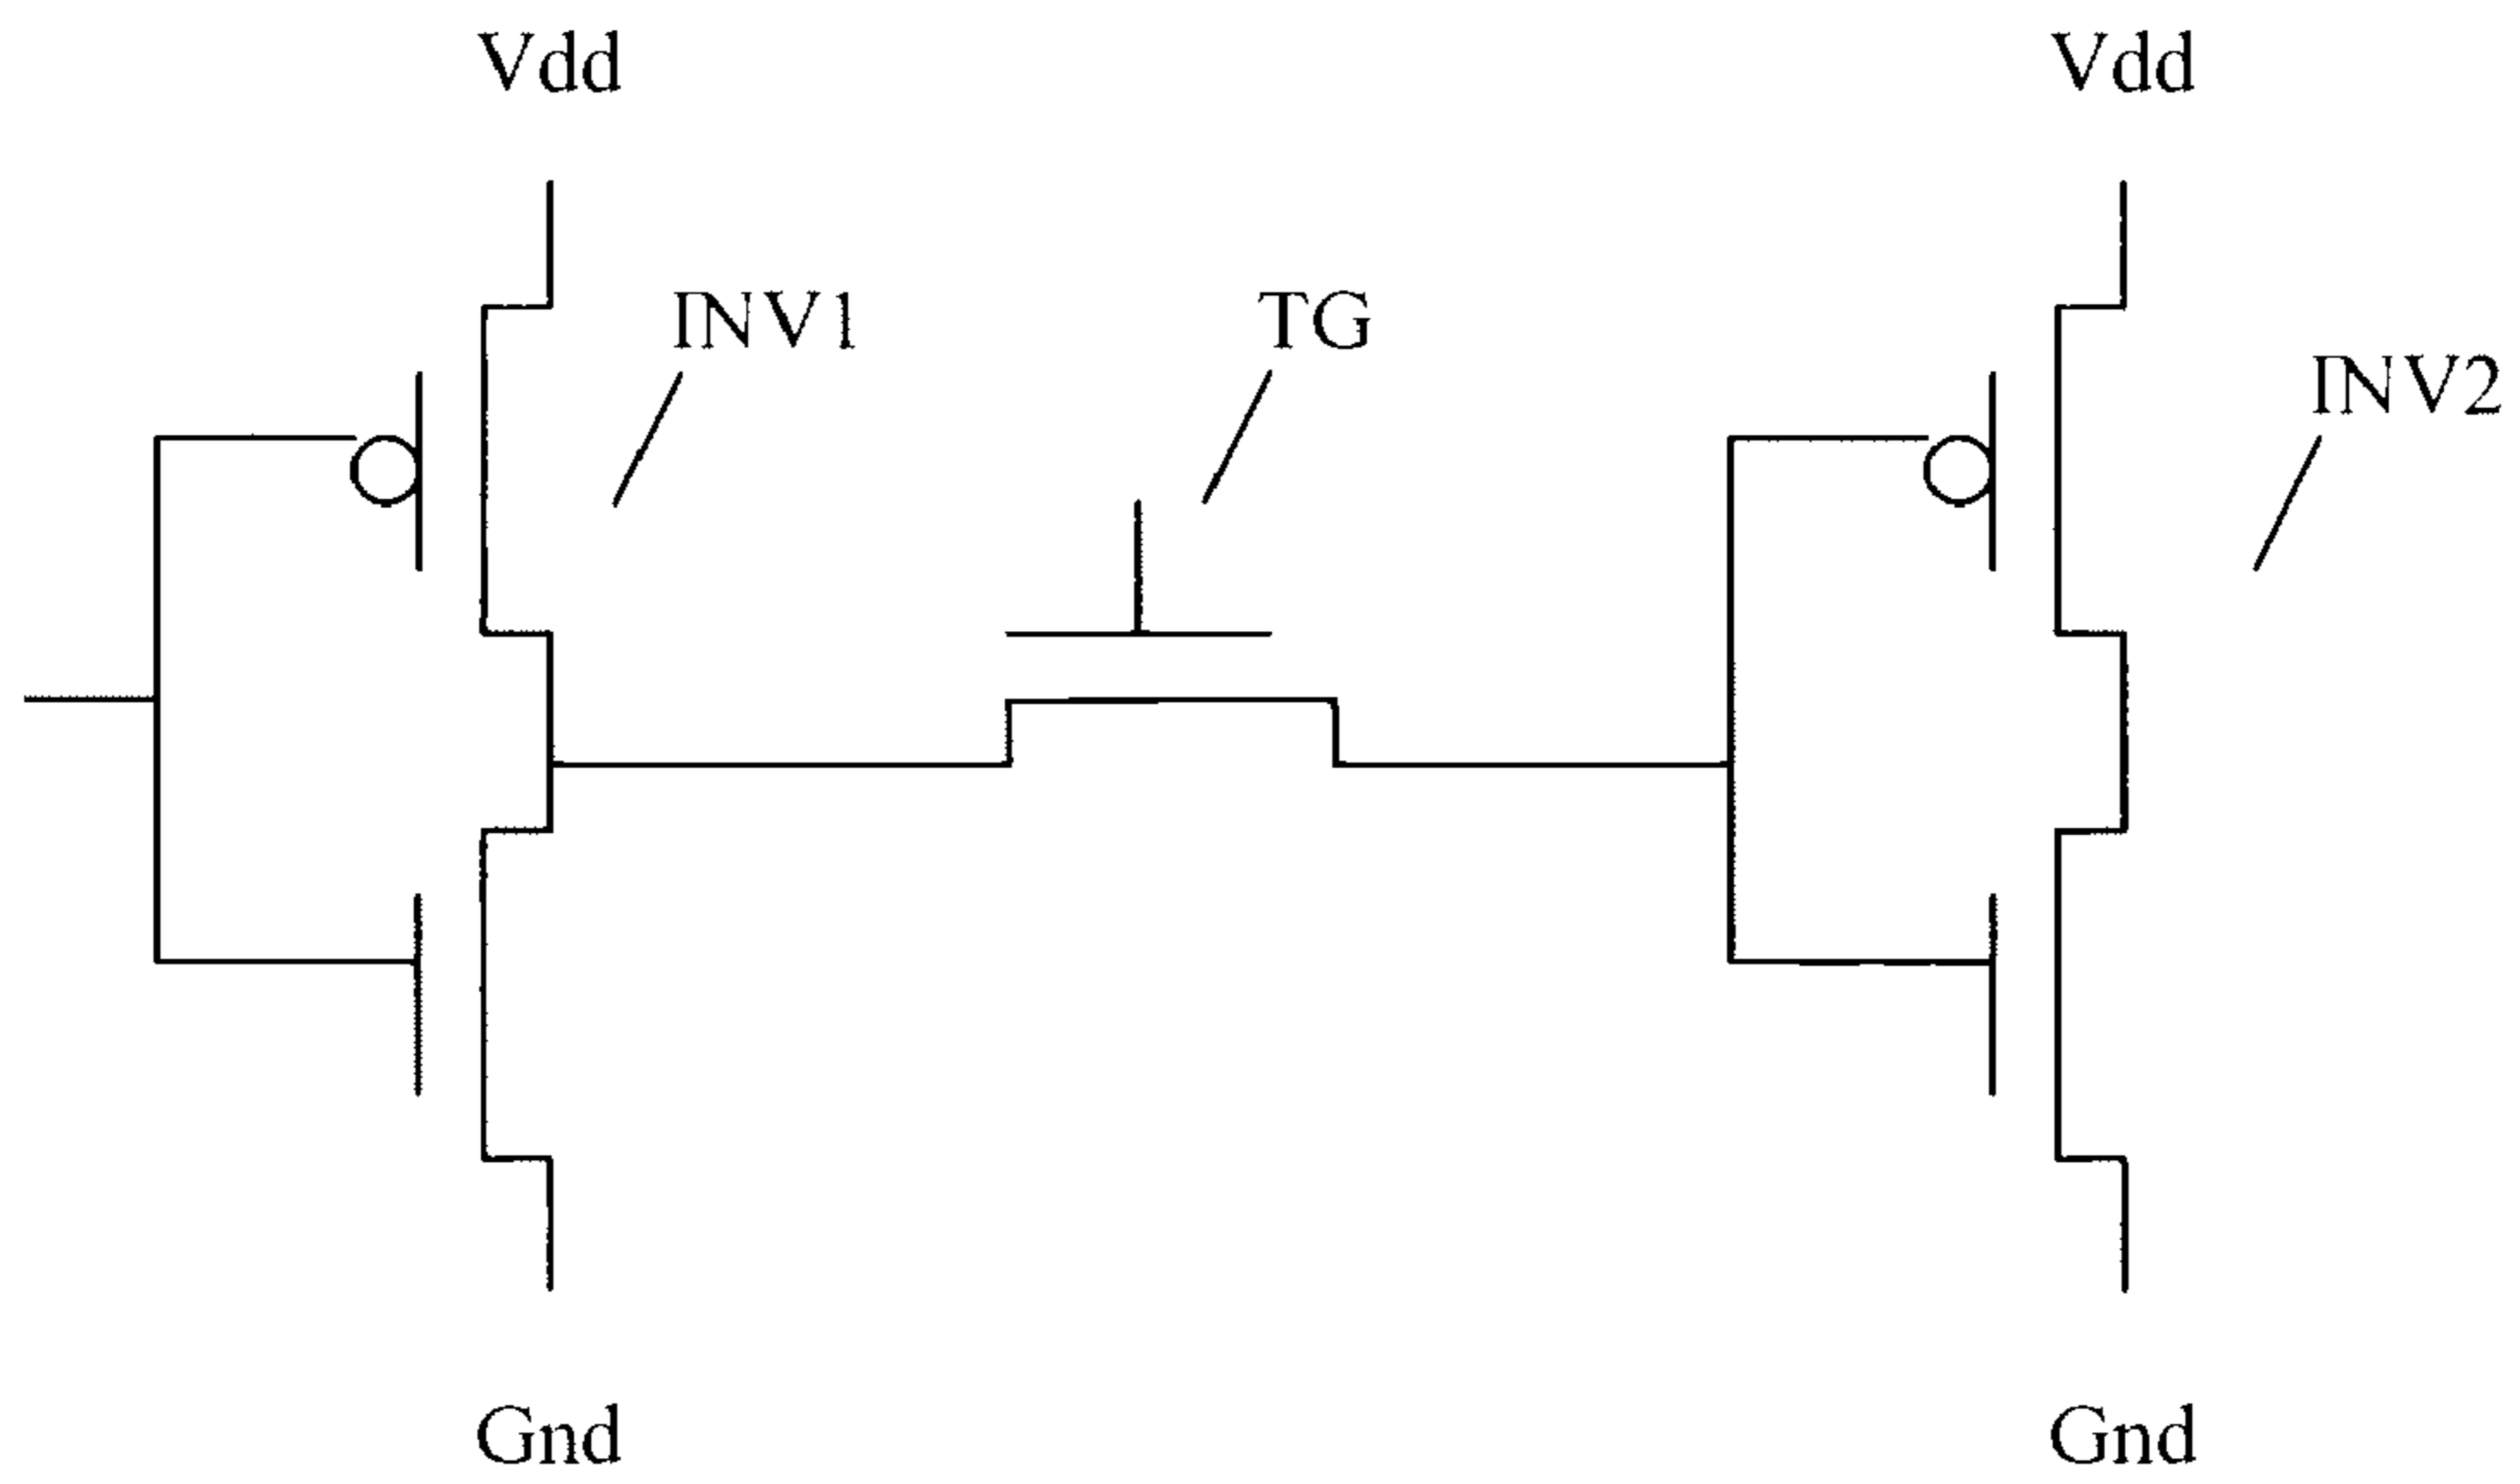 Vdd
Vdd
INV1
TG
INV2
Gnd
Gnd